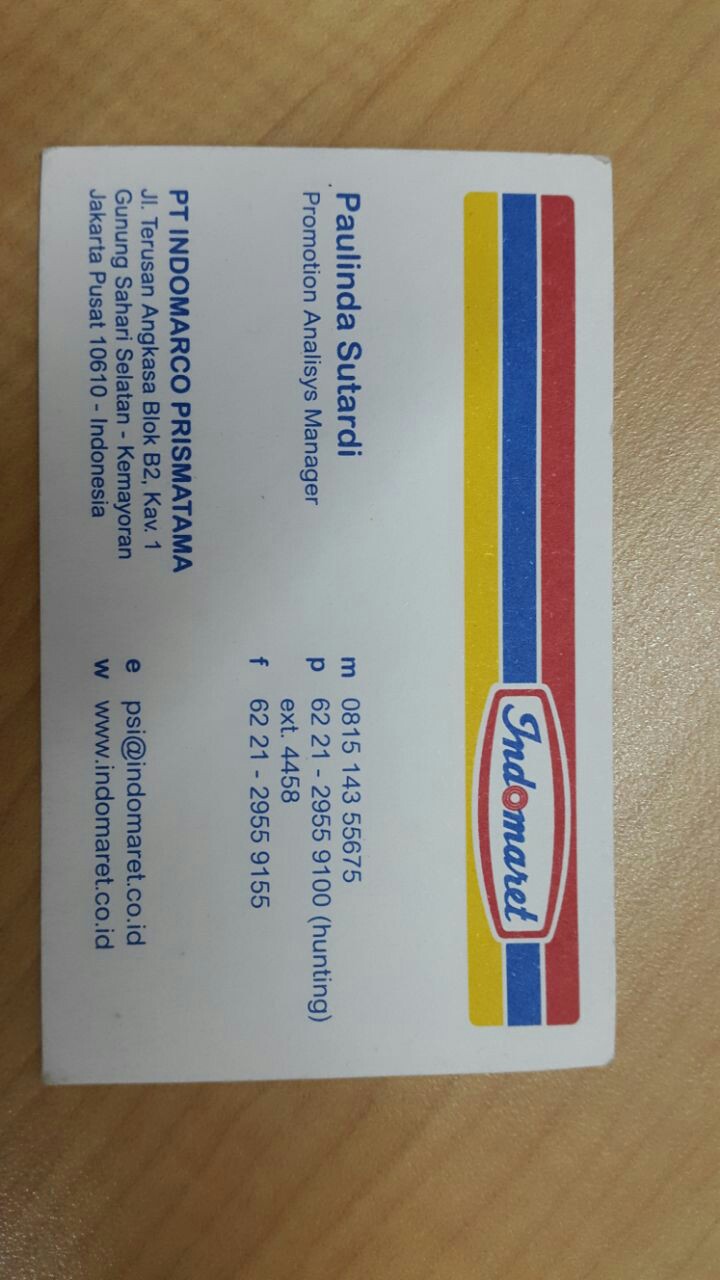 Indomaret
Paulinda Sutardi
Promotion Analisys Manager
m 0815 143 55675
p 62 21 - 2955 9100 (hunting)
ext. 4458
f 62 21 - 2955 9155
PT INDOMARCO PRISMATAMA
Jl. Terusan Angkasa Blok B2, Kav. 1
Gunung Sahari Selatan - Kemayoran
Jakarta Pusat 10610 - Indonesia
e psi@indomaret.co.id
w www.indomaret.co.id